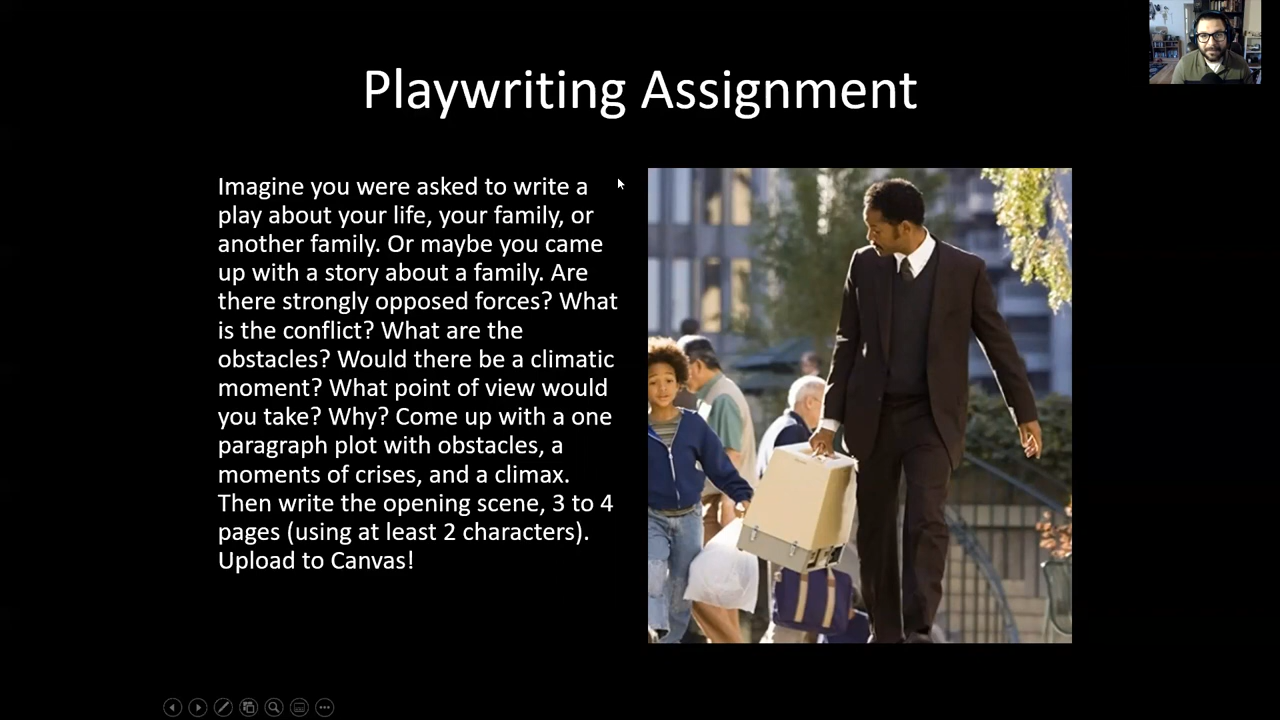 Playwriting Assignment
Imagine you were asked to write a
play about your life, your family, or
another family. Or maybe you came
up with a story about a family. Are
there strongly opposed forces? What
is the conflict? What are the
obstacles? Would there be a climatic
moment? What point of view would
you take? Why? Come up with a one
paragraph plot with obstacles, a
moments of crises, and a climax.
Then write the opening scene, 3 to 4
pages (using at least 2 characters).
Upload to Canvas!